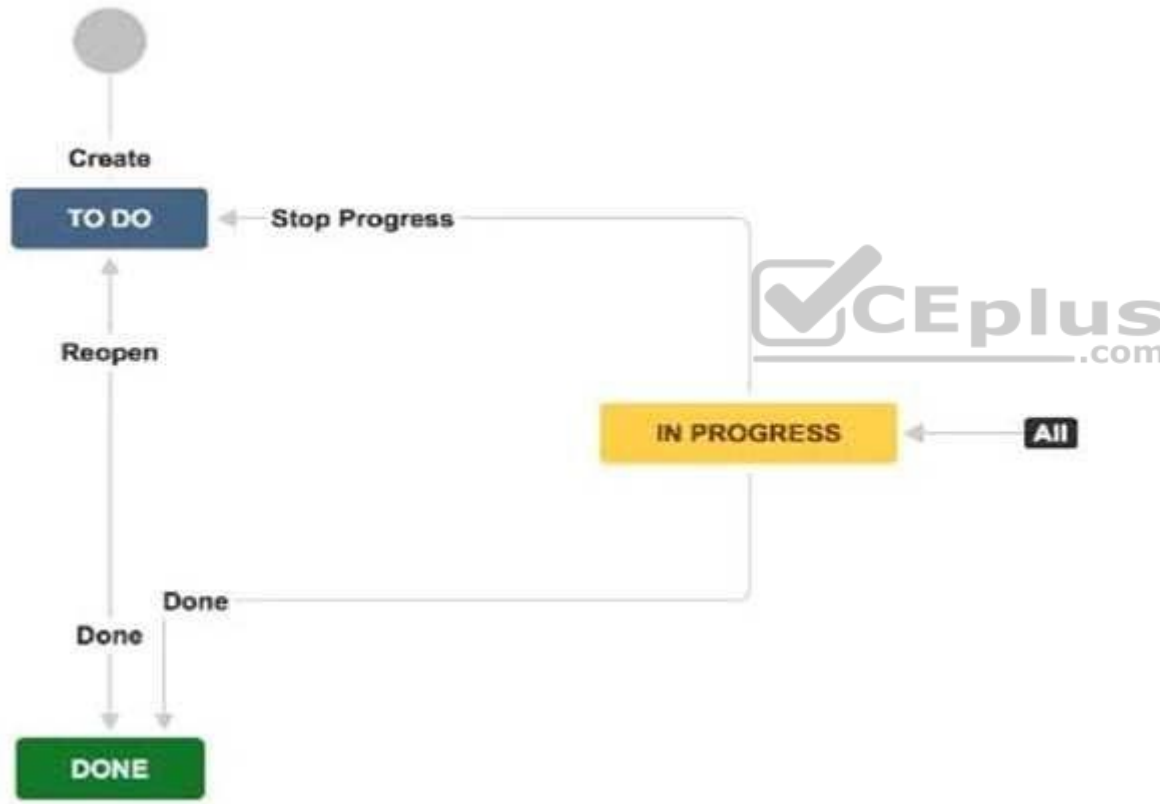 Create
TO DO
Stop Progress
CEplus
.com
Reopen
IN PROGRESS
All
Done
Done
DONE